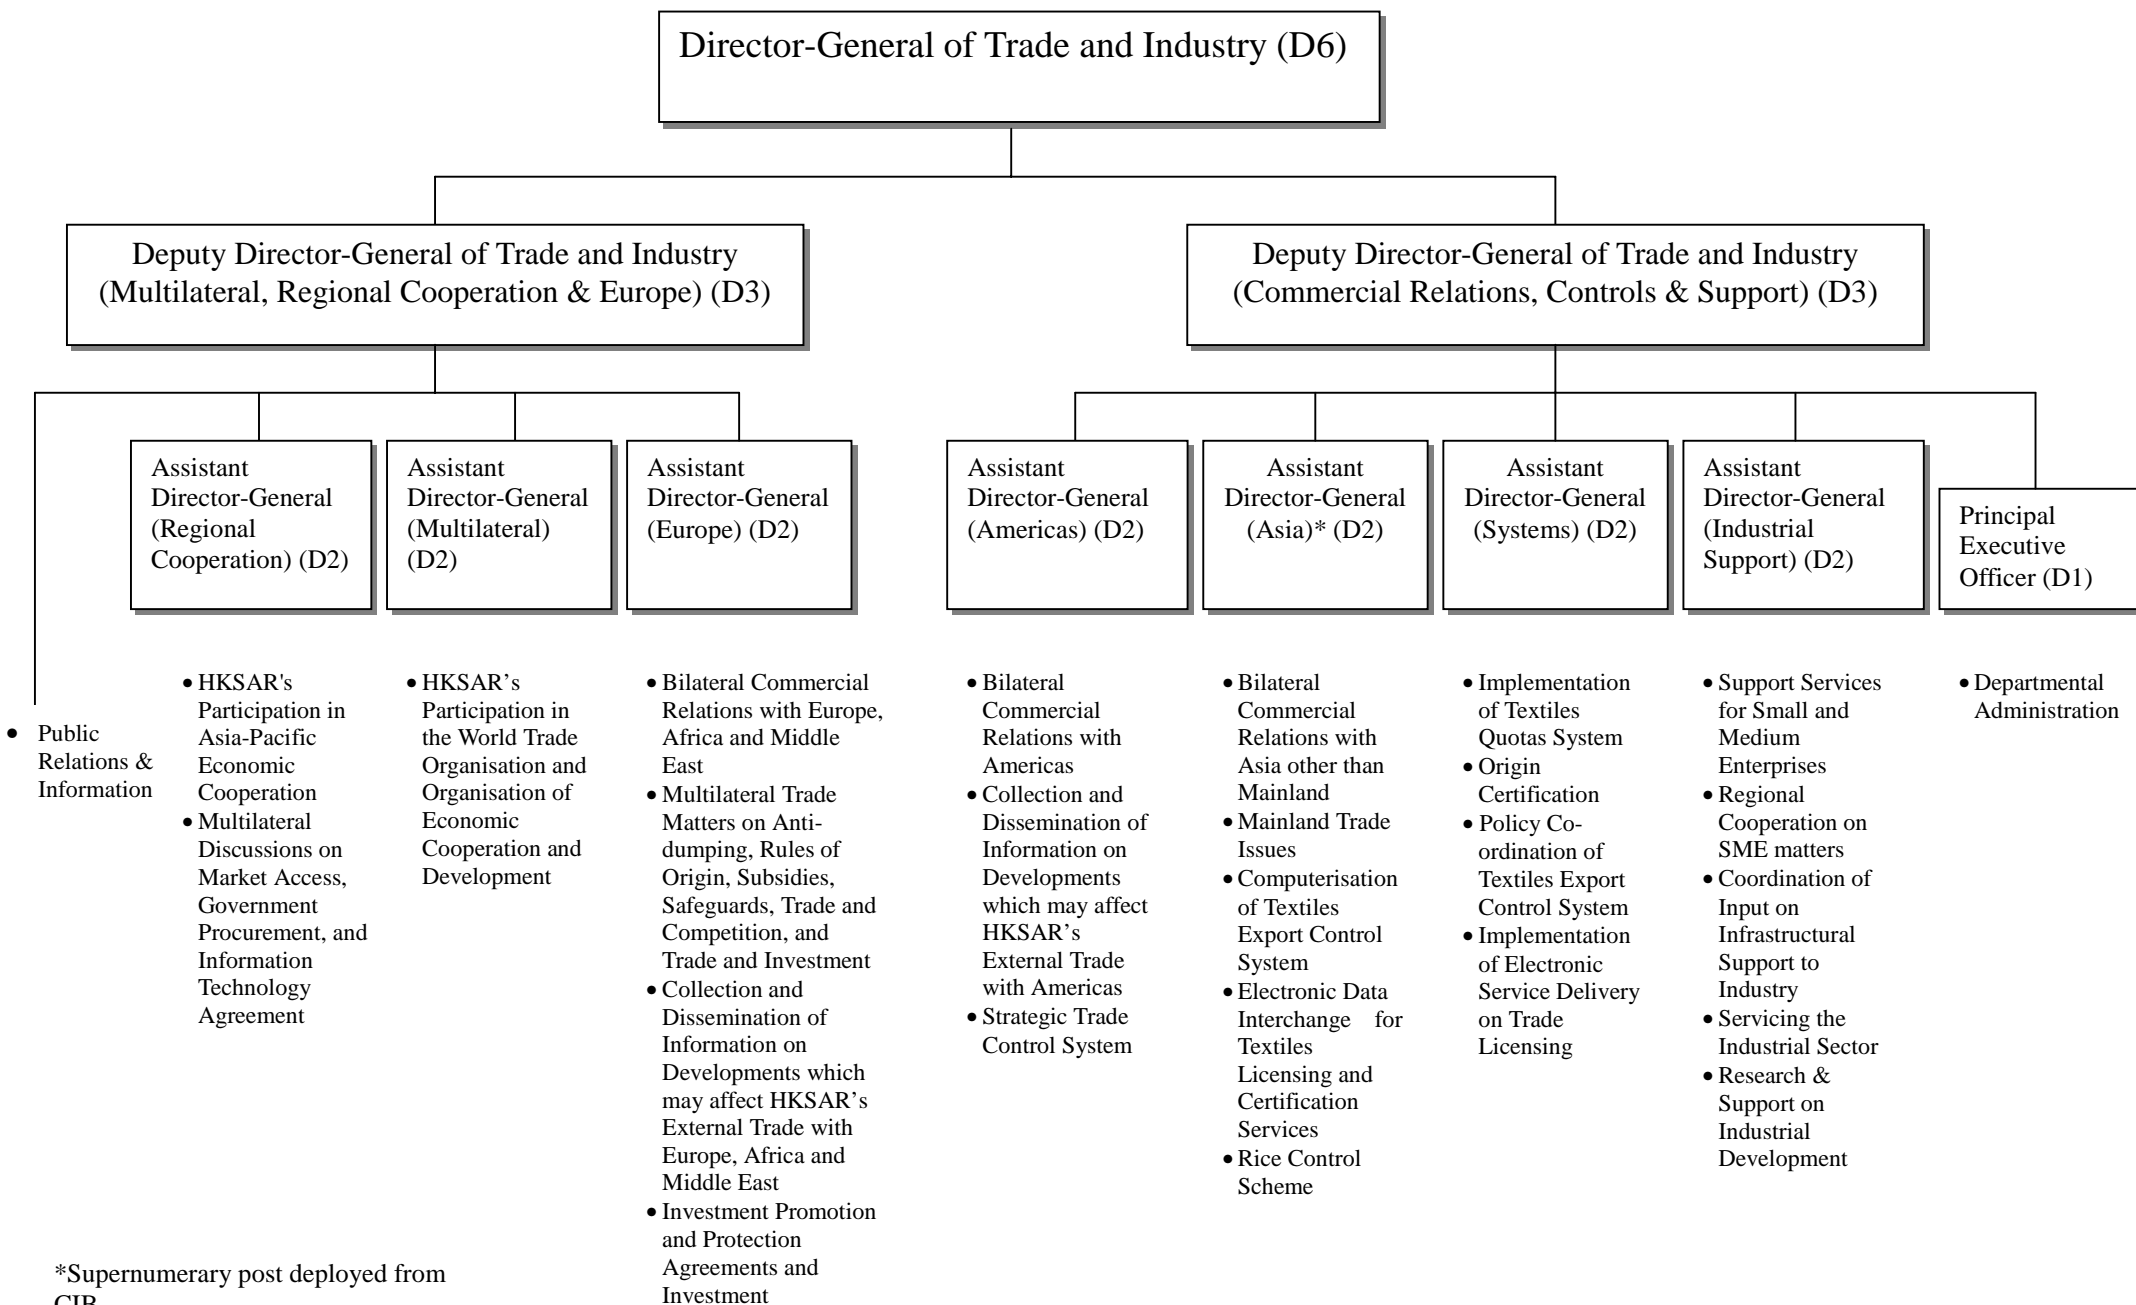 Director-General of Trade and Industry (D6)
Deputy Director-General of Trade and Industry
(Multilateral, Regional Cooperation & Europe) (D3)
Deputy Director-General of Trade and Industry
(Commercial Relations, Controls & Support) (D3)
Assistant
Director-General
(Regional
Cooperation) (D2)
Assistant
Director-General
(Multilateral)
(D2)
Assistant
Director-General
(Europe) (D2)
Assistant
Director-General
(Americas) (D2)
Assistant
Director-General
(Asia)* (D2)
Assistant
Director-General
(Systems) (D2)
Assistant
Director-General
(Industrial
Support) (D2)
Principal
Executive
Officer (D1)
• Public
Relations &
Information
• HKSAR's
Participation in
Asia-Pacific
Economic
Cooperation
• Multilateral
Discussions on
Market Access,
Government
Procurement, and
Information
Technology
Agreement
• HKSAR’s
Participation in
the World Trade
Organisation and
Organisation of
Economic
Cooperation and
Development
• Bilateral Commercial
Relations with Europe,
Africa and Middle
East
• Multilateral Trade
Matters on Anti-
dumping, Rules of
Origin, Subsidies,
Safeguards, Trade and
Competition, and
Trade and Investment
• Collection and
Dissemination of
Information on
Developments which
may affect HKSAR’s
External Trade with
Europe, Africa and
Middle East
• Investment Promotion
and Protection
Agreements and
Investment
• Bilateral
Commercial
Relations with
Americas
• Collection and
Dissemination of
Information on
Developments
which may affect
HKSAR’s
External Trade
with Americas
• Strategic Trade
Control System
• Bilateral
Commercial
Relations with
Asia other than
Mainland
• Mainland Trade
Issues
• Computerisation
of Textiles
Export Control
System
• Electronic Data
Interchange for
Textiles
Licensing and
Certification
Services
• Rice Control
Scheme
• Implementation
of Textiles
Quotas System
• Origin
Certification
• Policy Co-
ordination of
Textiles Export
Control System
• Implementation
of Electronic
Service Delivery
on Trade
Licensing
• Support Services
for Small and
Medium
Enterprises
• Regional
Cooperation on
SME matters
• Coordination of
Input on
Infrastructural
Support to
Industry
• Servicing the
Industrial Sector
• Research &
Support on
Industrial
Development
• Departmental
Administration
*Supernumerary post deployed from
CIB